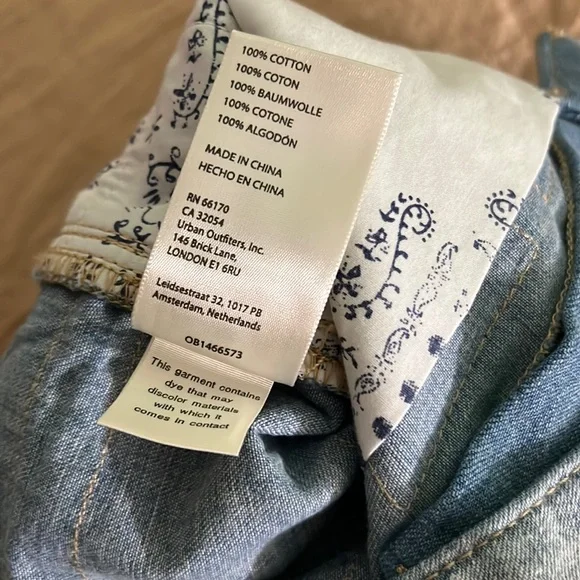 100% COTTON
100% COTON
100% BAUMWOLLE
100% COTONE
100% ALGODÓN
MADE IN CHINA
HECHO EN CHINA
RN 66170
CA 32054
Urban Outfiters, Inc.
146 Brick Lane,
LONDON E1 6RU
Leidsestraat 32, 1017 PB
Amsterdam, Netherlands
OB1466573
This garment contains
dye that may
discolor materials
with which it
comes in contact